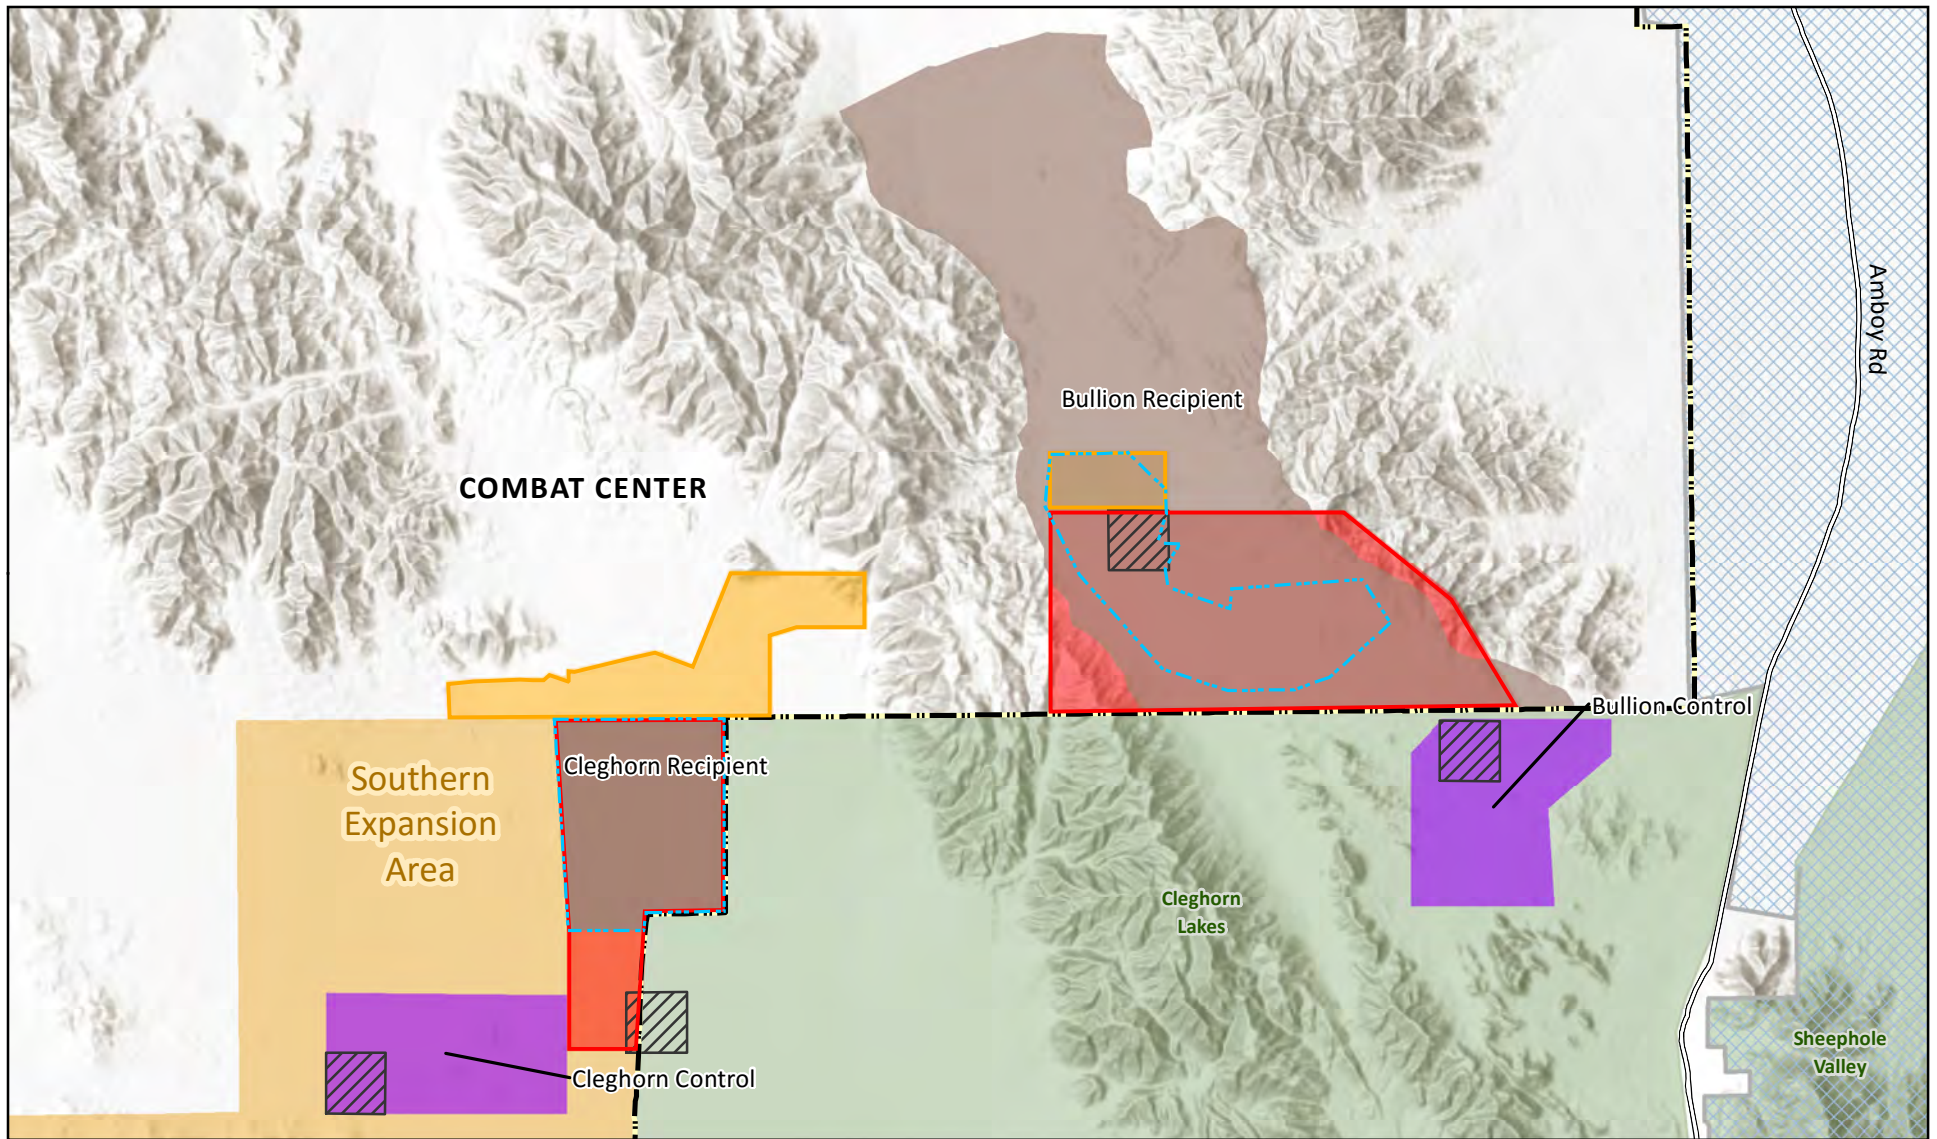 Amboy Rd
Bullion Recipient
COMBAT CENTER
Bullion Control
Cleghorn Recipient
Southern
Expansion
Area
Cleghorn
Lakes
Sheephole
Valley
Cleghorn Control